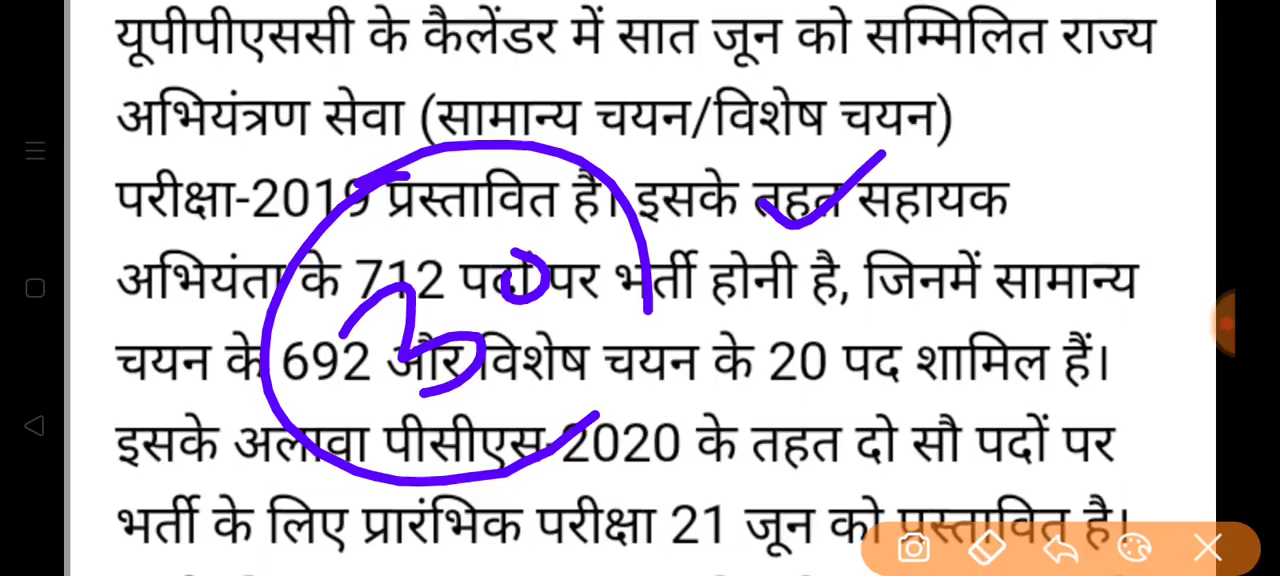 यूपीपीएससी के कैलेंडर में सात जून को सम्मिलित राज्य
अभियंत्रण सेवा (सामान्य चयन/विशेष चयन)
परीक्षा-2019 प्रस्तावित है। इसके तहत सहायक
अभियंता के 712 पदों पर भर्ती होनी है, जिनमें सामान्य
चयन के 692 और विशेष चयन के 20 पद शामिल हैं।
इसके अलावा पीसीएस-2020 के तहत दो सौ पदों पर
भर्ती के लिए प्रारंभिक परीक्षा 21 जून को प्रस्तावित है।